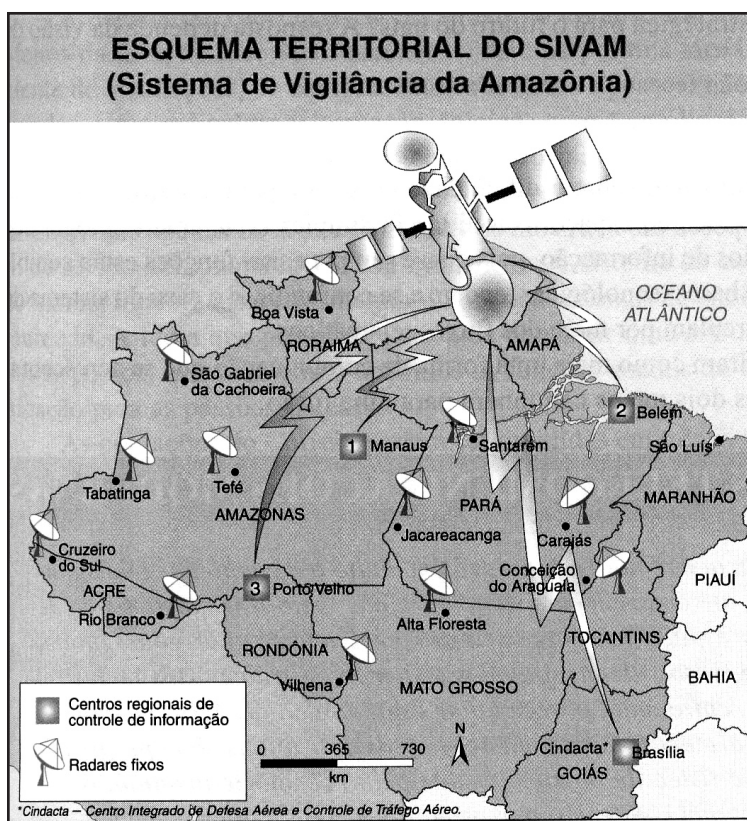 ESQUEMA TERRITORIAL DO SIVAM
(Sistema de Vigilância da Amazônia)
OCEANO
ATLÂNTICO
Boa Vista
RORAIMA
AMAPÁ
São Gabriel
da Cachoeira
2
Belém
1
Manaus
Santarém
São Luís
Tabatinga
Tefé
AMAZONAS
PARÁ
MARANHÃO
Jacareacanga
Carajás
Cruzeiro
do Sul
Conceição
do Araguaia
PIAUÍ
ACRE
3
Porto Velho
Rio Branco
Alta Floresta
TOCANTINS
RONDÔNIA
BAHIA
Vilhena
MATO GROSSO
Centros regionais de
controle de informação
Radares fixos
0 365 730
km
N
Cindacta*
Brasília
GOIÁS
*Cindacta – Centro Integrado de Defesa Aérea e Controle de Tráfego Aéreo.